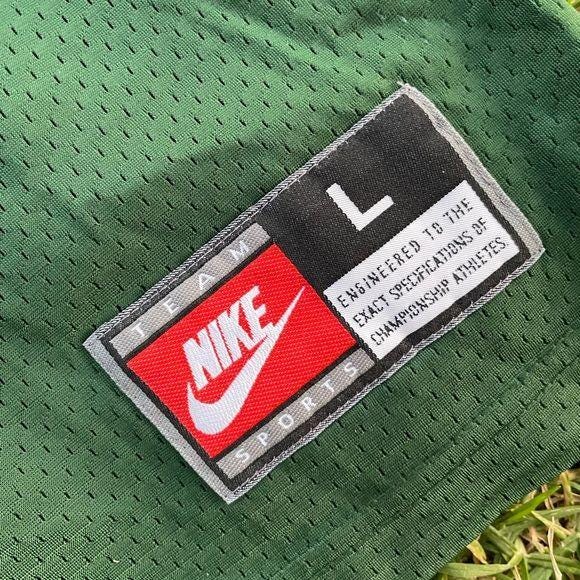 TEAM
NIKE
SPORTS
L
ENGINEERED TO THE
EXACT SPECIFICATIONS OF
CHAMPIONSHIP ATHLETES.